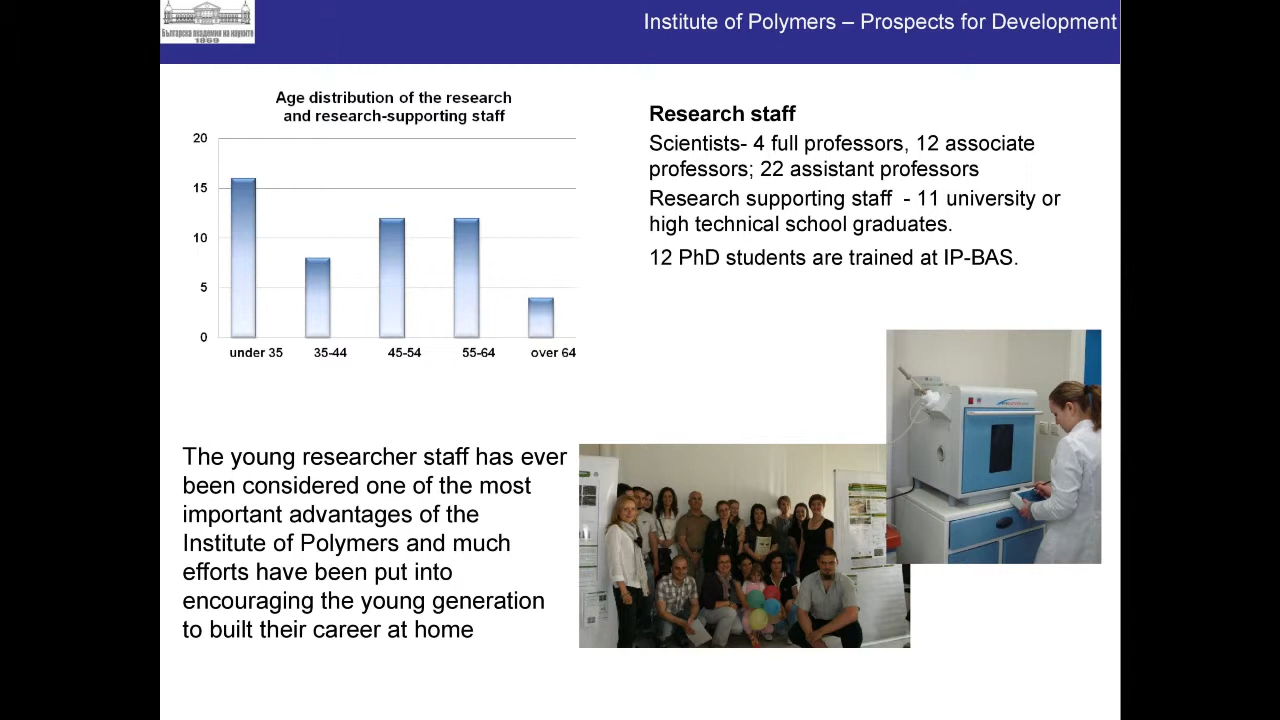 Българска академия на науките
1869
Institute of Polymers – Prospects for Development
Age distribution of the research
and research-supporting staff
20
15
10
5
0
under 35 35-44 45-54 55-64 over 64
Research staff
Scientists- 4 full professors, 12 associate
professors; 22 assistant professors
Research supporting staff - 11 university or
high technical school graduates.
12 PhD students are trained at IP-BAS.
The young researcher staff has ever
been considered one of the most
important advantages of the
Institute of Polymers and much
efforts have been put into
encouraging the young generation
to built their career at home